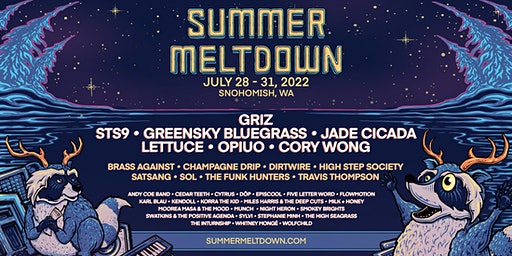 SUMMER
MELTDOWN
JULY 28 - 31, 2022
SNOHOMISH, WA
GRIZ
STS9 • GREENSKY BLUEGRASS • JADE CICADA
LETTUCE • OPIUO • CORY WONG
BRASS AGAINST • CHAMPAGNE DRIP • DIRTWIRE • HIGH STEP SOCIETY
SATSANG • SOL • THE FUNK HUNTERS • TRAVIS THOMPSON
ANDY COE BAND • CEDAR TEETH • CYTRUS • DÖP • EPISCOOL • FIVE LETTER WORD • FLOWMOTION
KARL BLAU • KENDOLL • KORRA THE KID • MILES HARRIS & THE DEEP CUTS • MILK + HONEY
MOOREA MASA & THE MOOD • MUNCH • NIGHT HERON • SMOKEY BRIGHTS
SWATKINS & THE POSITIVE AGENDA • SYLVI • STEPHANIE MINH • THE HIGH SEAGRASS
THE INTURNSHIP • WHITNEY MONGÉ • WOLFCHILD
SUMMERMELTDOWN.COM